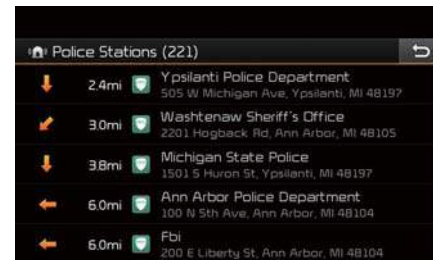 Police Stations (221)
2.4mi Ypsilanti Police Department
505 W Michigan Ave, Ypsilanti, MI 48197
3.0mi Washtenaw Sheriff's Office
2201 Hogback Rd, Ann Arbor, MI 48105
3.8mi Michigan State Police
1501 S Huron St, Ypsilanti, MI 48197
6.0mi Ann Arbor Police Department
100 N 5th Ave, Ann Arbor, MI 48104
6.0mi Fbi
200 E Liberty St, Ann Arbor, MI 48104